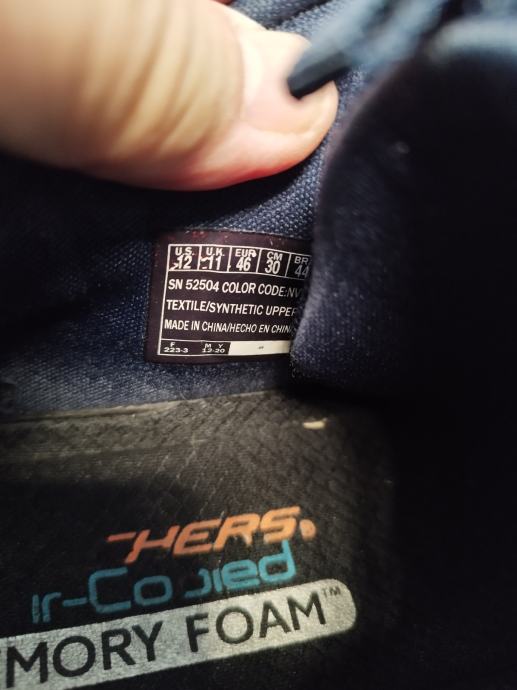 U.S. U.K. EUR CM BR
12 11 46 30 44
SN 52504 COLOR CODE:NV
TEXTILE/SYNTHETIC UPPER
MADE IN CHINA/HECHO EN CHIN
F M Y
223-3 12-20
HERS.
r-Cooled
MORY FOAM™